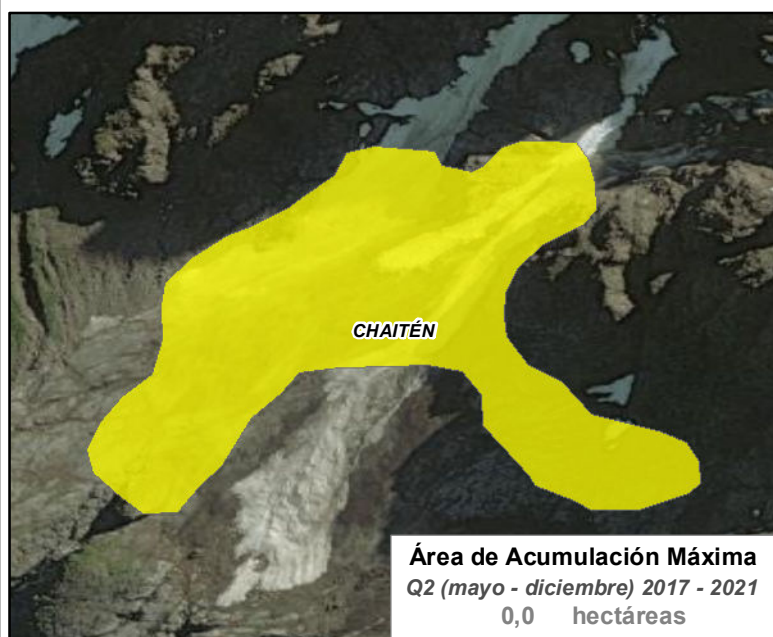 CHAITÉN
Área de Acumulación Máxima
Q2 (mayo - diciembre) 2017 - 2021
0,0 hectáreas